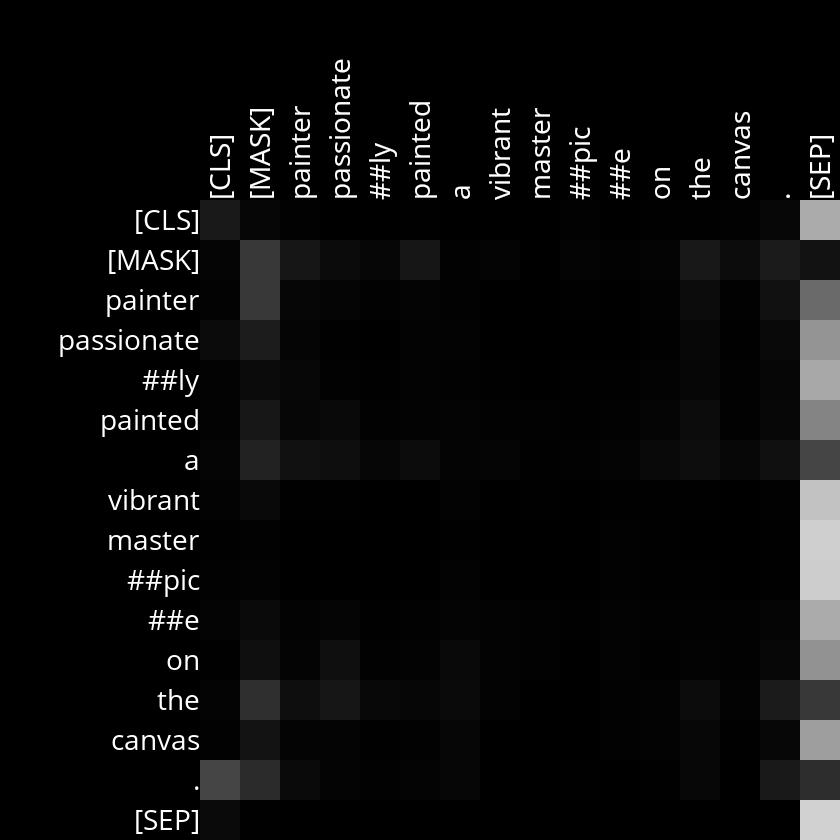 [CLS]
[MASK]
painter
passionate
##ly
painted
a
vibrant
master
##pic
##e
on
the
canvas
.
[SEP]
[CLS]
[MASK]
painter
passionate
##ly
painted
a
vibrant
master
##pic
##e
on
the
canvas
.
[SEP]